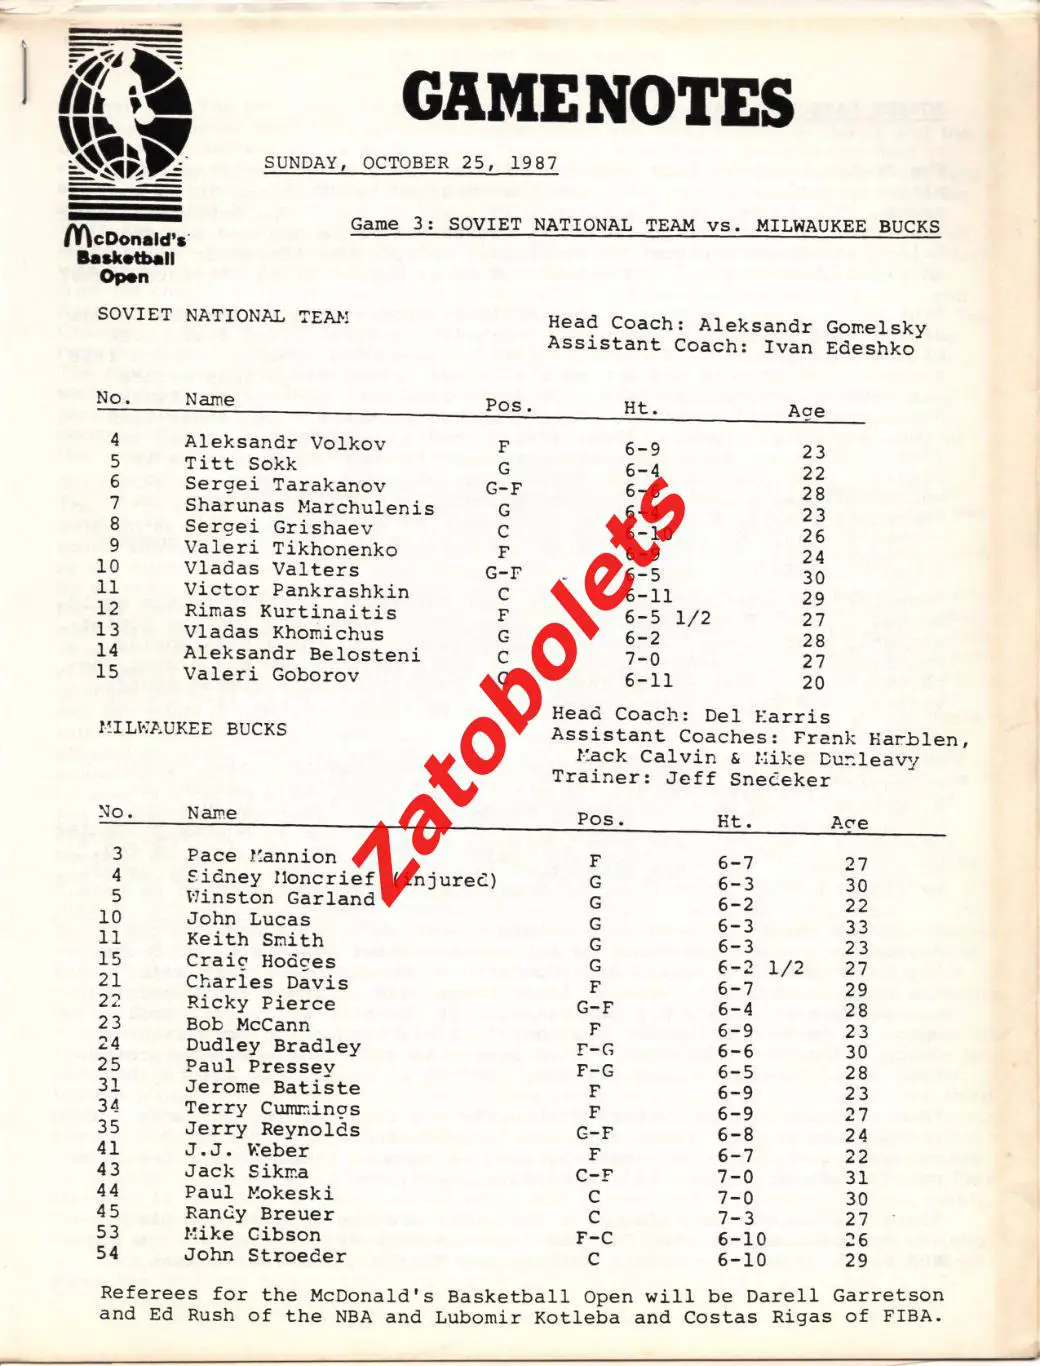 GAME NOTES
SUNDAY, OCTOBER 25, 1987
Game 3: SOVIET NATIONAL TEAM vs. MILWAUKEE BUCKS
McDonald's
Basketball
Open
SOVIET NATIONAL TEAM
Head Coach: Aleksandr Gomelsky
Assistant Coach: Ivan Edeshko
No. Name Pos. Ht. Age
4 Aleksandr Volkov F 6-9 23
5 Titt Sokk G 6-4 22
6 Sergei Tarakanov G-F 6-6 28
7 Sharunas Marchulenis G 6-4 23
8 Sergei Grishaev C 6-10 26
9 Valeri Tikhonenko F 6-9 24
10 Vladas Valters G-F 6-5 30
11 Victor Pankrashkin C 6-11 29
12 Rimas Kurtinaitis F 6-5 1/2 27
13 Vladas Khomichus G 6-2 28
14 Aleksandr Belosteni C 7-0 27
15 Valeri Goborov C 6-11 20
MILWAUKEE BUCKS
Head Coach: Del Harris
Assistant Coaches: Frank Hamblen,
Mack Calvin & Mike Dunleavy
Trainer: Jeff Snedeker
No. Name Pos. Ht. Age
3 Pace Mannion F 6-7 27
4 Sidney Moncrief (injured) G 6-3 30
5 Winston Garland G 6-2 22
10 John Lucas G 6-3 33
11 Keith Smith G 6-3 23
15 Craig Hodges G 6-2 1/2 27
21 Charles Davis F 6-7 29
22 Ricky Pierce G-F 6-4 28
23 Bob McCann F 6-9 23
24 Dudley Bradley F-G 6-6 30
25 Paul Pressey F-G 6-5 28
31 Jerome Batiste F 6-9 23
34 Terry Cummings F 6-9 27
35 Jerry Reynolds G-F 6-8 24
41 J.J. Weber F 6-7 22
43 Jack Sikma C-F 7-0 31
44 Paul Mokeski C 7-0 30
45 Randy Breuer C 7-3 27
53 Mike Gibson F-C 6-10 26
54 John Stroeder C 6-10 29
Referees for the McDonald's Basketball Open will be Darell Garretson
and Ed Rush of the NBA and Lubomir Kotleba and Costas Rigas of FIBA.
Zatobolets